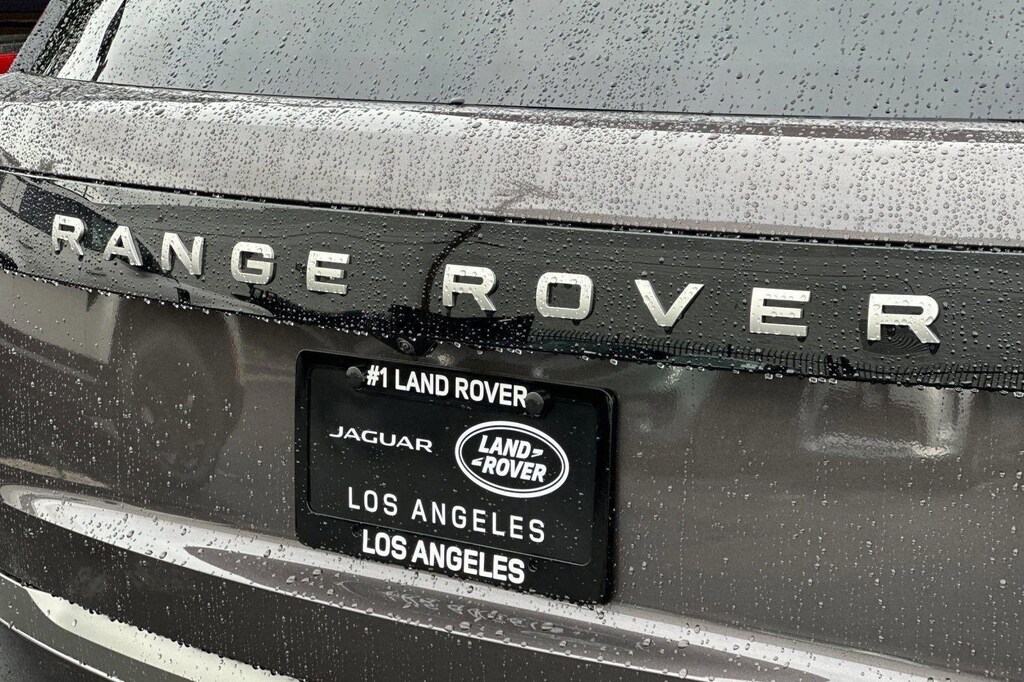 RANGE ROVER
#1 LAND ROVER
JAGUAR
LAND-
-ROVER
LOS ANGELES
LOS ANGELES